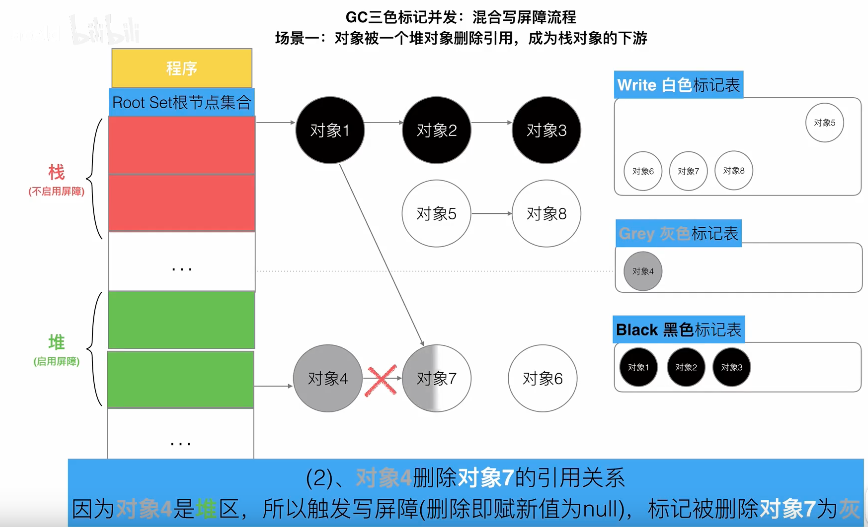 GC三色标记并发：混合写屏障流程
场景一：对象被一个堆对象删除引用，成为栈对象的下游
bilibili
程序
Root Set根节点集合
栈
(不启用屏障)
...
堆
(启用屏障)
...
对象1
对象2
对象3
对象5
对象8
对象4
对象7
对象6
Write 白色标记表
对象5
对象6
对象7
对象8
Grey 灰色标记表
对象4
Black 黑色标记表
对象1
对象2
对象3
(2)、对象4删除对象7的引用关系
因为对象4是堆区，所以触发写屏障(删除即赋新值为null)，标记被删除对象7为灰